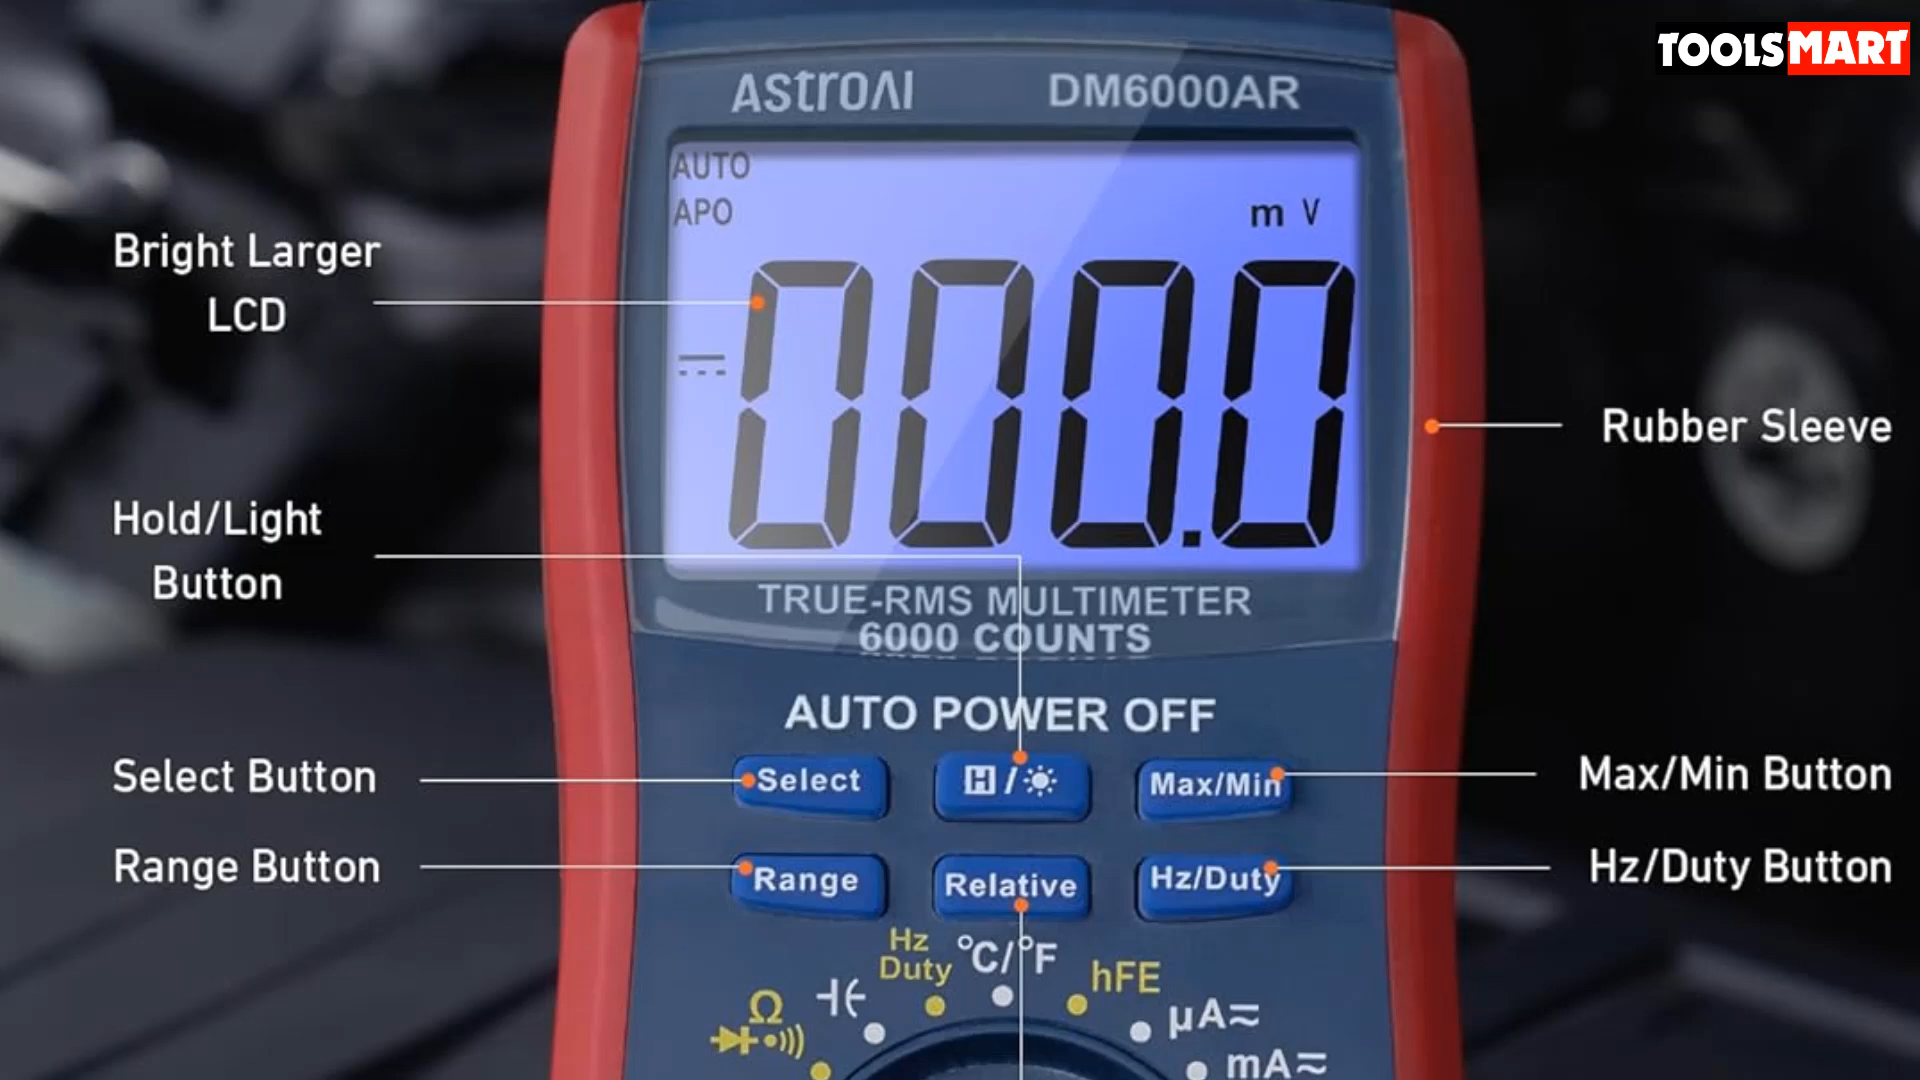 TOOLSMART
AstroAI DM6000AR
AUTO
APO
m V
000.0
Bright Larger
LCD
Rubber Sleeve
Hold/Light
Button
TRUE-RMS MULTIMETER
6000 COUNTS
AUTO POWER OFF
Select Button
Select
H/
Max/Min
Max/Min Button
Range Button
Range
Relative
Hz/Duty
Hz/Duty Button
Hz
Duty
°C/°F
hFE
Ω
µA
mA